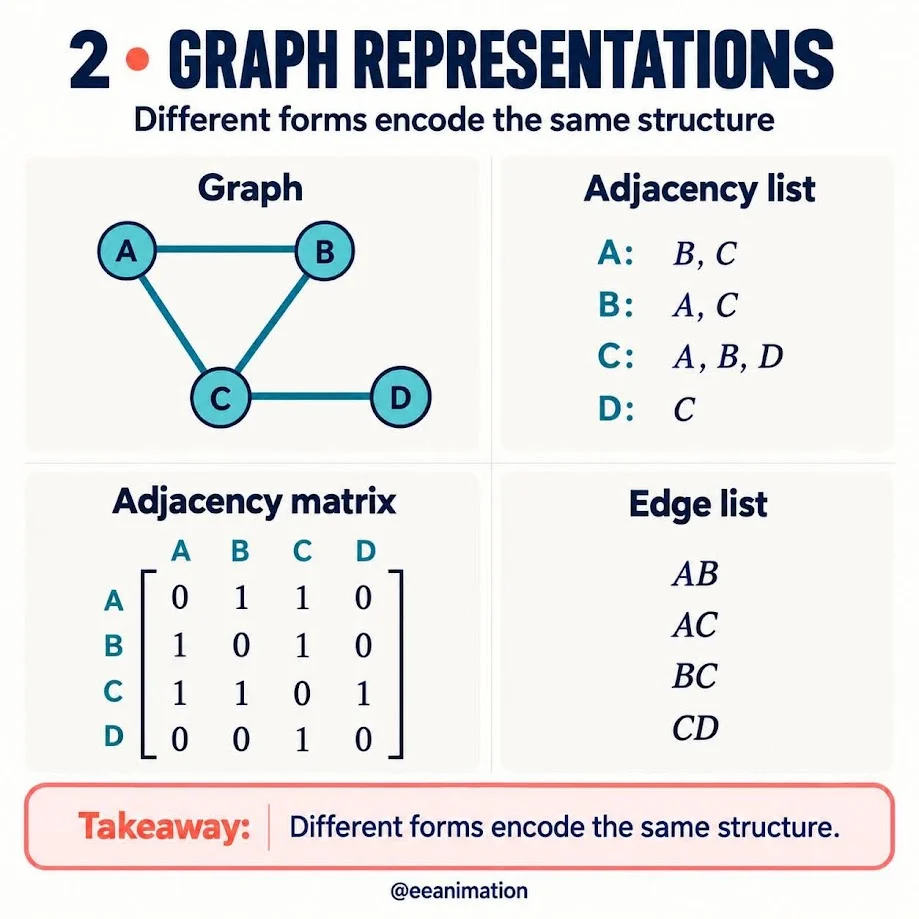 2 • GRAPH REPRESENTATIONS
Different forms encode the same structure
Graph
A
B
C
D
Adjacency list
A: B, C
B: A, C
C: A, B, D
D: C
Adjacency matrix
A B C D
A 0 1 1 0
B 1 0 1 0
C 1 1 0 1
D 0 0 1 0
Edge list
AB
AC
BC
CD
Takeaway: Different forms encode the same structure.
@eeanimation